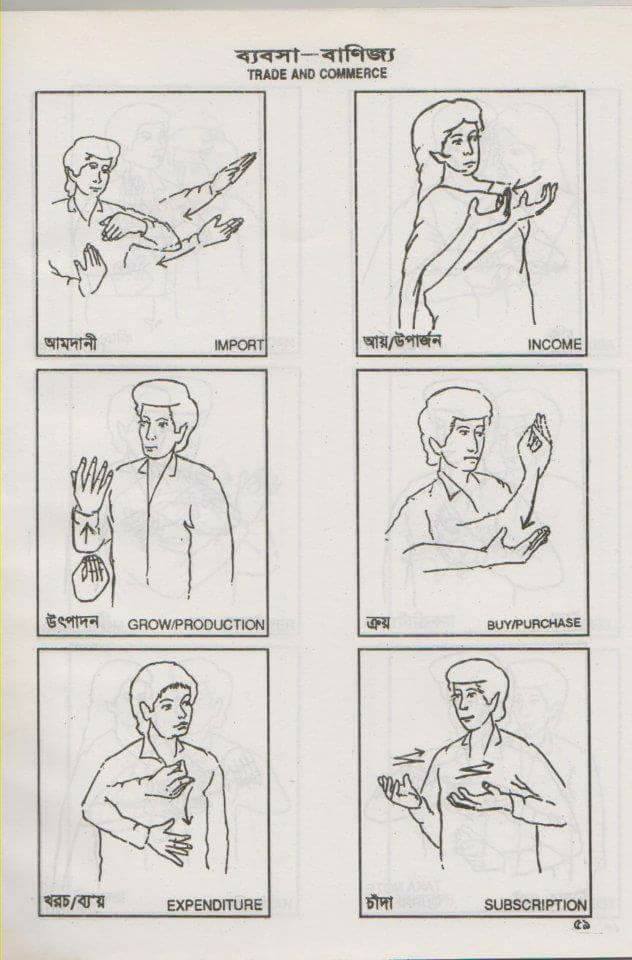 ব্যবসা—বাণিজ্য
TRADE AND COMMERCE
আমদানী IMPORT
আয়/উপার্জন INCOME
উৎপাদন GROW/PRODUCTION
ক্রয় BUY/PURCHASE
খরচ/ব্যয় EXPENDITURE
চাঁদা SUBSCRIPTION
৫৯